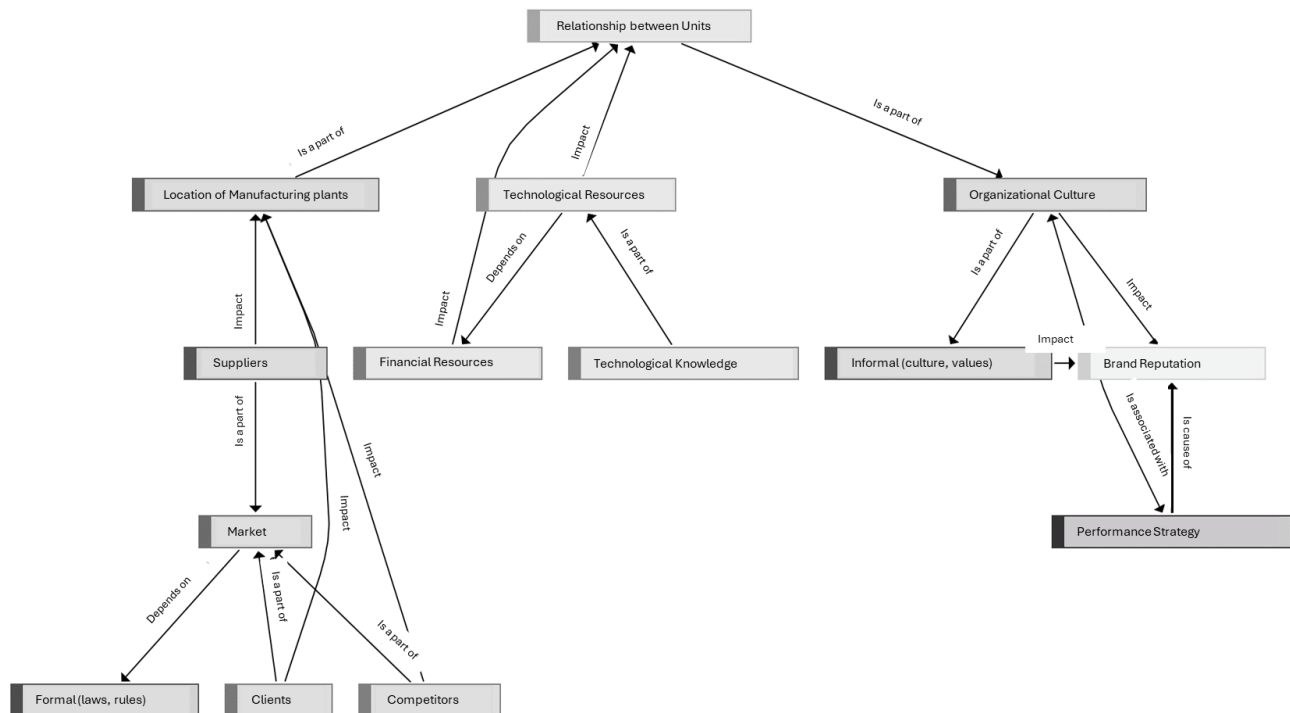 Relationship between Units
Is a part of
Is a part of
Impact
Location of Manufacturing plants
Technological Resources
Organizational Culture
Depends on
Is a part of
Is a part of
Impact
Impact
Impact
Impact
Suppliers
Financial Resources
Technological Knowledge
Informal (culture, values)
Brand Reputation
Is a part of
Impact
Impact
Is associated with
Is cause of
Market
Performance Strategy
Depends on
Is a part of
Is a part of
Formal (laws, rules)
Clients
Competitors